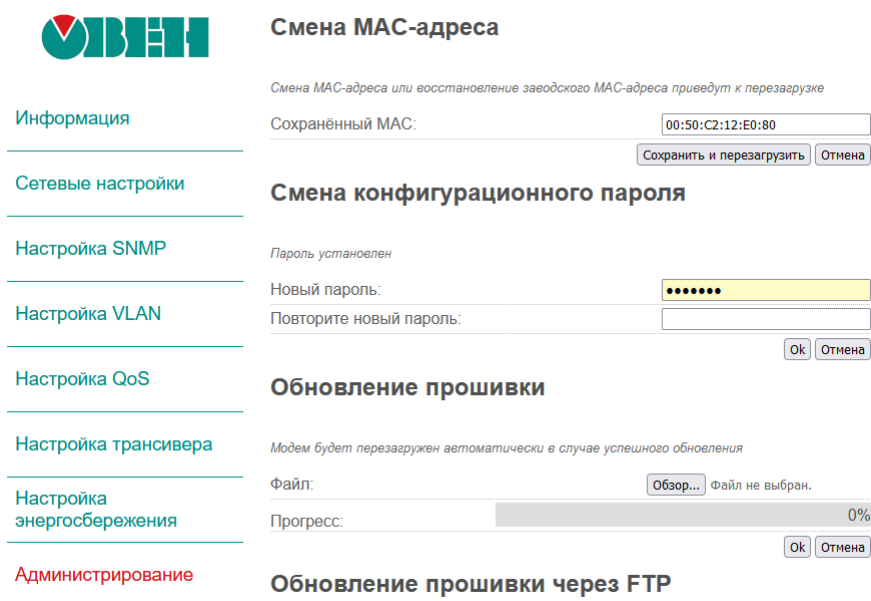 ОВЕН
Смена MAC-адреса
Смена MAC-адреса или восстановление заводского MAC-адреса приведут к перезагрузке
Информация
Сохранённый MAC: 00:50:C2:12:E0:80
Сохранить и перезагрузить Отмена
Сетевые настройки
Смена конфигурационного пароля
Настройка SNMP
Пароль установлен
Новый пароль: •••••••
Настройка VLAN
Повторите новый пароль:
Ok Отмена
Настройка QoS
Обновление прошивки
Настройка трансивера
Модем будет перезагружен автоматически в случае успешного обновления
Файл: Обзор... Файл не выбран.
Настройка
энергосбережения
Прогресс: 0%
Ok Отмена
Администрирование
Обновление прошивки через FTP